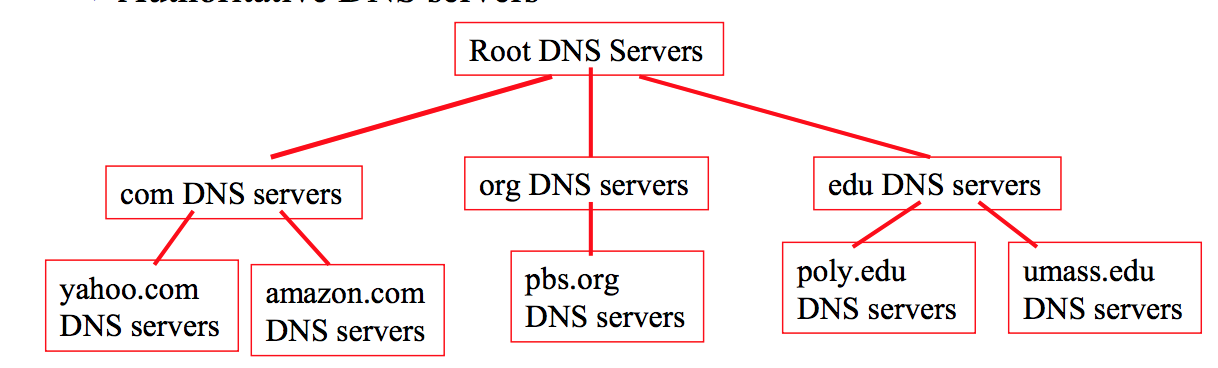 Authoritative DNS servers
Root DNS Servers
com DNS servers
org DNS servers
edu DNS servers
yahoo.com
DNS servers
amazon.com
DNS servers
pbs.org
DNS servers
poly.edu
DNS servers
umass.edu
DNS servers